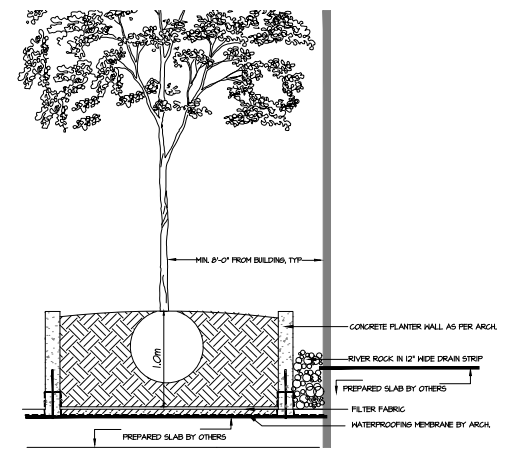 MIN. 8'-0" FROM BUILDING, TYP
CONCRETE PLANTER WALL AS PER ARCH.
1.0m
RIVER ROCK IN 12" WIDE DRAIN STRIP
PREPARED SLAB BY OTHERS
FILTER FABRIC
WATERPROOFING MEMBRANE BY ARCH.
PREPARED SLAB BY OTHERS